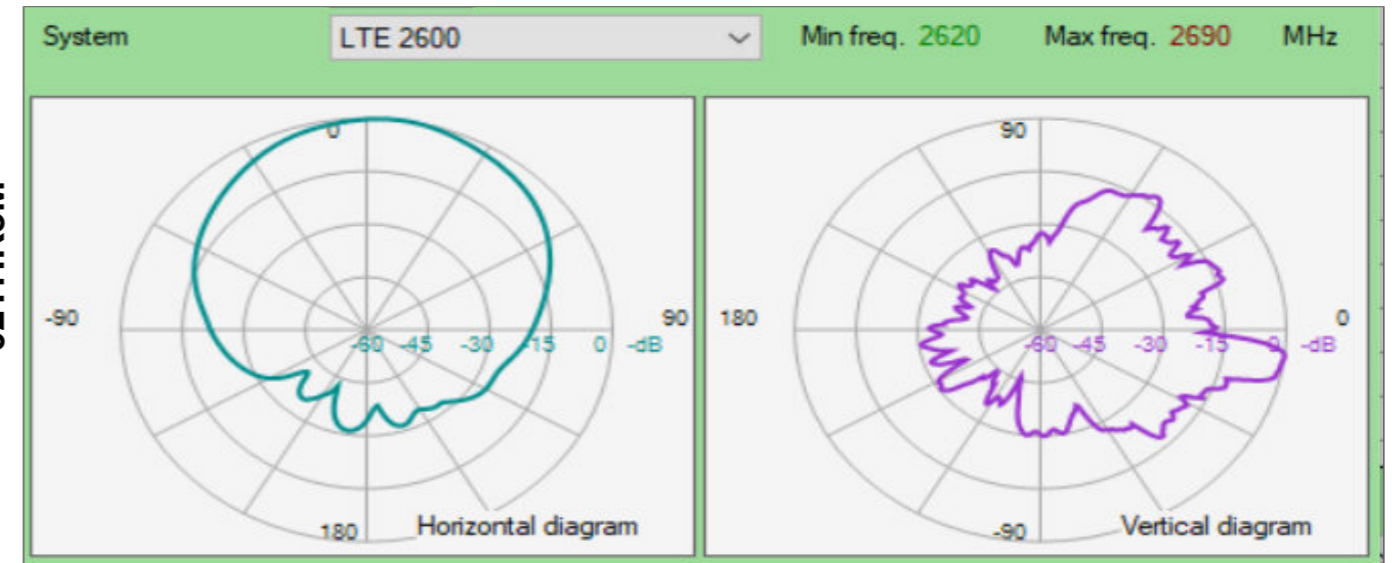 System LTE 2600 Min freq. 2620 Max freq. 2690 MHz
0
-90 90
-60 -45 -30 -15 0 -dB
180 Horizontal diagram
90
180 0
-60 -45 -30 -15 0 -dB
-90 Vertical diagram